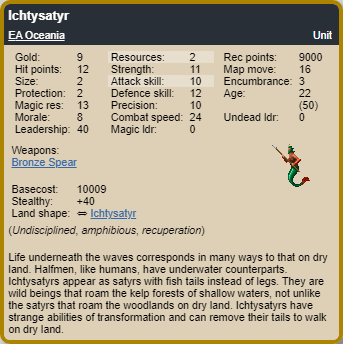 Ichtysatyr
EA Oceania Unit
Gold: 9 Resources: 2 Rec points: 9000
Hit points: 12 Strength: 11 Map move: 16
Size: 2 Attack skill: 10 Encumbrance: 3
Protection: 2 Defence skill: 12 Age: 22
Magic res: 13 Precision: 10 (50)
Morale: 8 Combat speed: 24 Undead ldr: 0
Leadership: 40 Magic ldr: 0
Weapons:
Bronze Spear
Basecost: 10009
Stealthy: +40
Land shape: ⇔ Ichtysatyr
(Undisciplined, amphibious, recuperation)
Life underneath the waves corresponds in many ways to that on dry
land. Halfmen, like humans, have underwater counterparts.
Ichtysatyrs appear as satyrs with fish tails instead of legs. They are
wild beings that roam the kelp forests of shallow waters, not unlike
the satyrs that roam the woodlands on dry land. Ichtysatyrs have
strange abilities of transformation and can remove their tails to walk
on dry land.